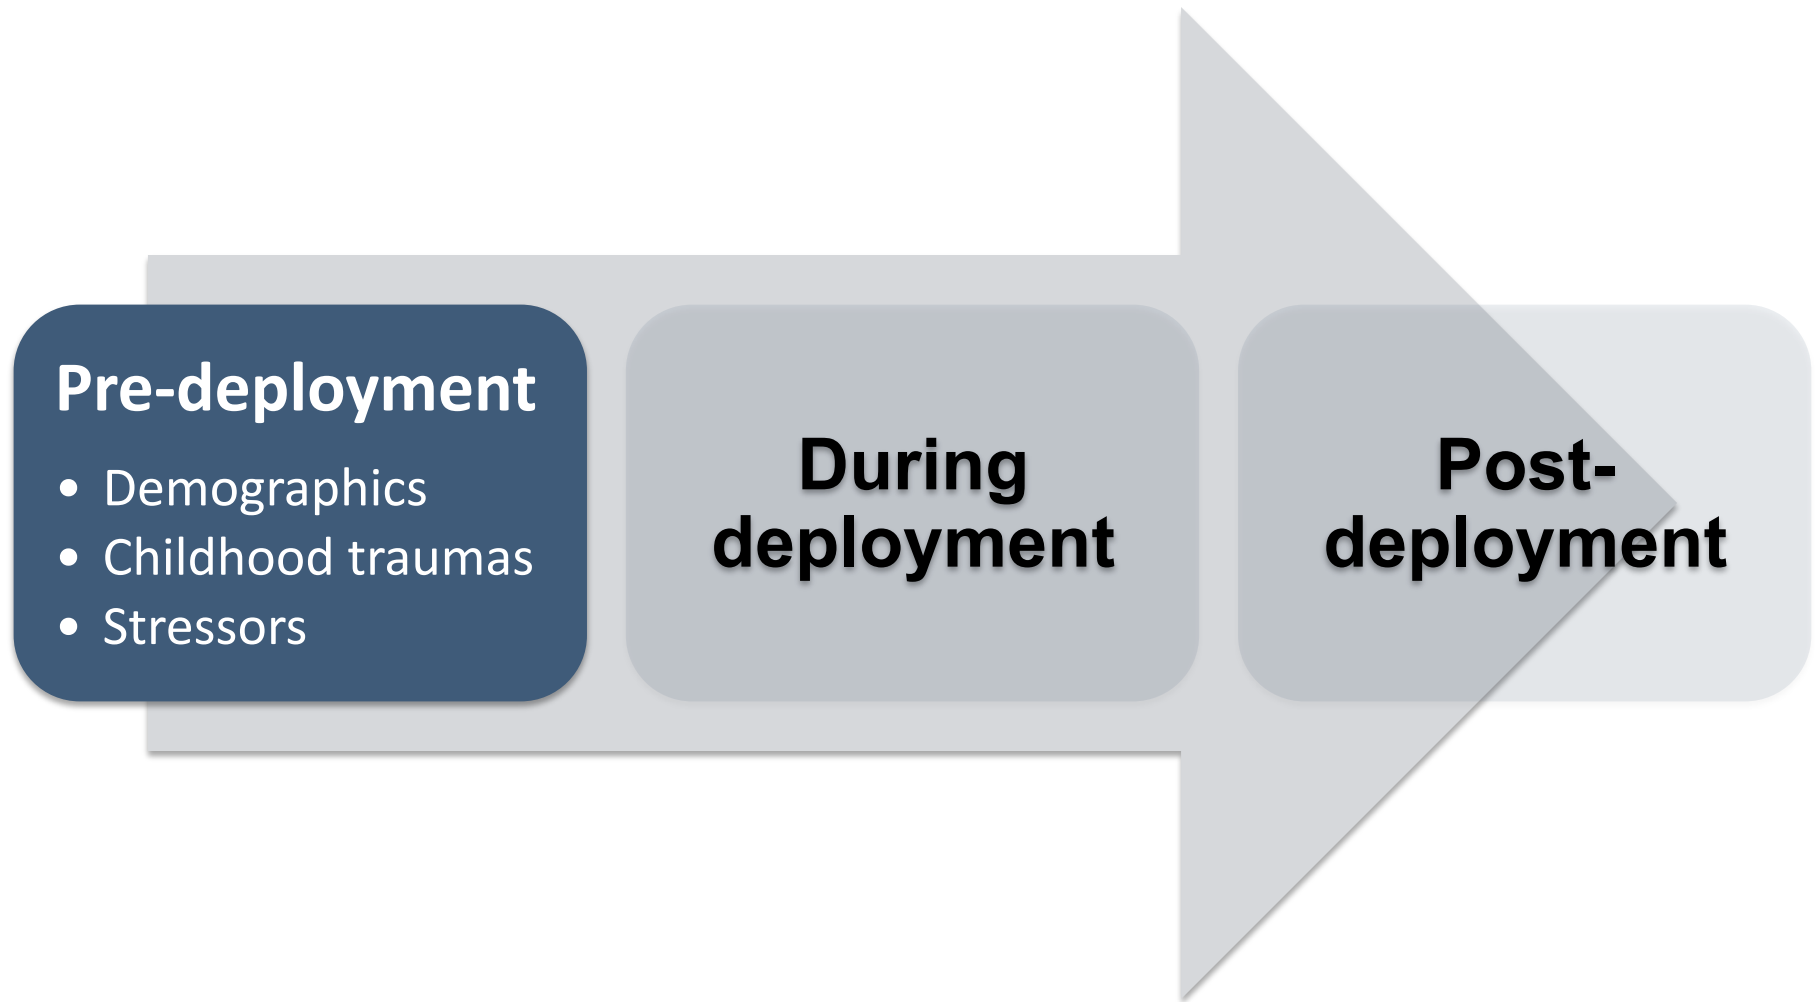 Pre-deployment
• Demographics
• Childhood traumas
• Stressors
During
deployment
Post-
deployment